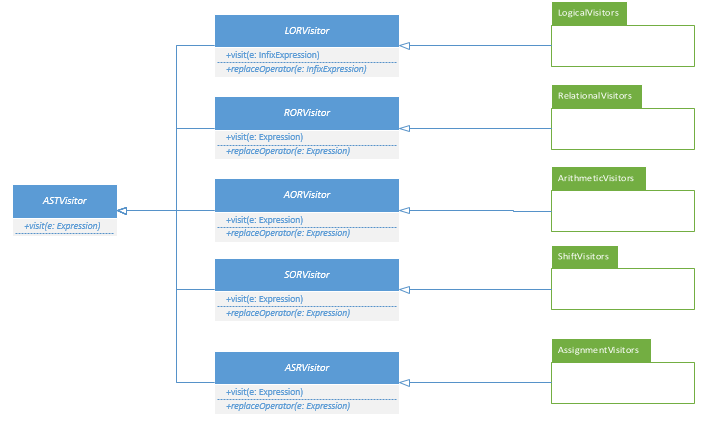 LORVisitor
+visit(e: InfixExpression)
+replaceOperator(e: InfixExpression)
LogicalVisitors
RORVisitor
+visit(e: Expression)
+replaceOperator(e: Expression)
RelationalVisitors
ASTVisitor
+visit(e: Expression)
AORVisitor
+visit(e: Expression)
+replaceOperator(e: Expression)
ArithmeticVisitors
SORVisitor
+visit(e: Expression)
+replaceOperator(e: Expression)
ShiftVisitors
ASRVisitor
+visit(e: Expression)
+replaceOperator(e: Expression)
AssignmentVisitors